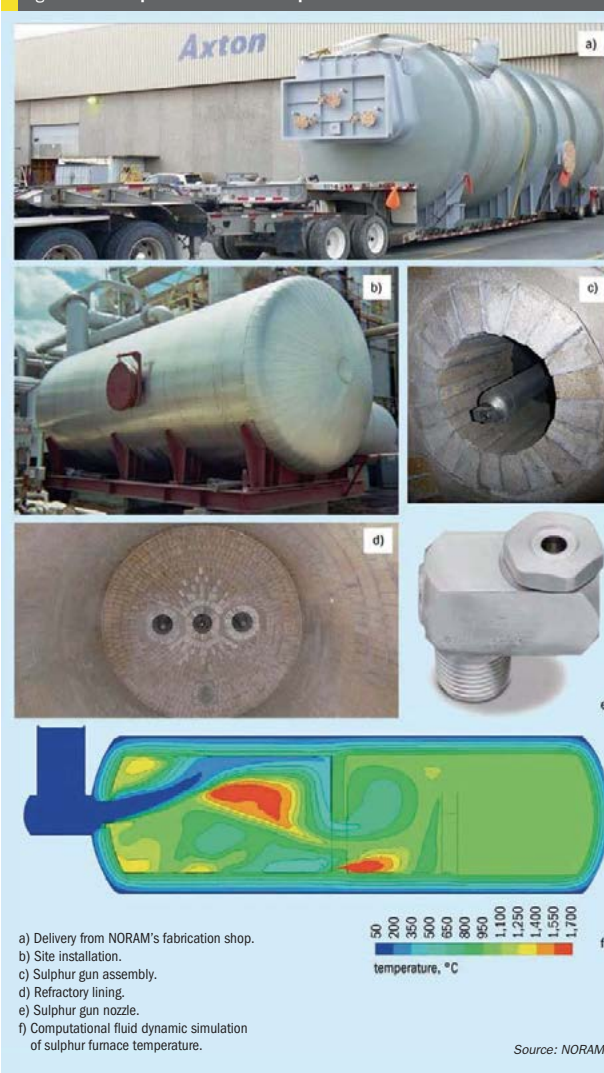 Axton
a)
b)
c)
d)
e
50
200
350
500
650
800
950
1,100
1,250
1,400
1,550
1,700
temperature, °C
f
a) Delivery from NORAM's fabrication shop.
b) Site installation.
c) Sulphur gun assembly.
d) Refractory lining.
e) Sulphur gun nozzle.
f) Computational fluid dynamic simulation
of sulphur furnace temperature.
Source: NORAM